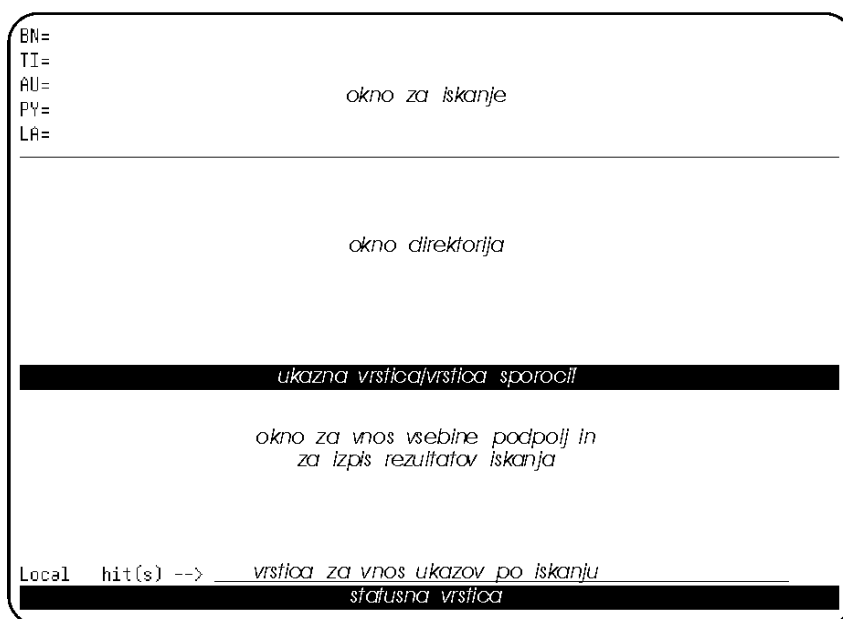 BN=
TI=
AU=
PY=
LA=
okno za iskanje
okno direktorija
ukazna vrstica/vrstica sporocil
okno za vnos vsebine podpolj in
za izpis rezultatov iskanja
Local hit(s) --> vrstica za vnos ukazov po iskanju
statusna vrstica